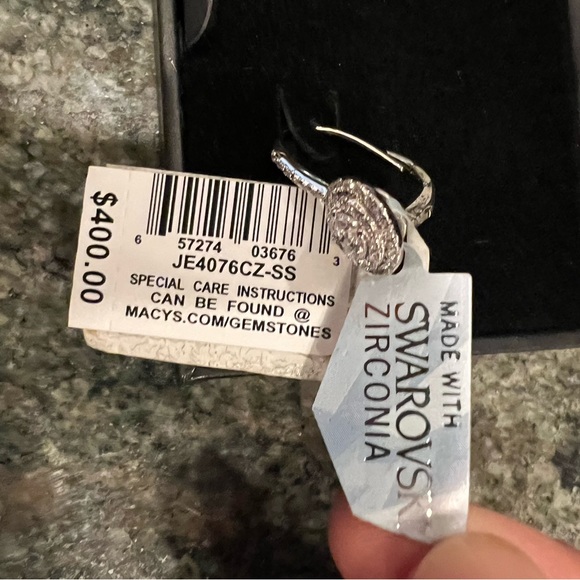 $400.00
6 57274 03676 3
JE4076CZ-SS
SPECIAL CARE INSTRUCTIONS
CAN BE FOUND @
MACYS.COM/GEMSTONES
MADE WITH
SWAROVSK
ZIRCONIA